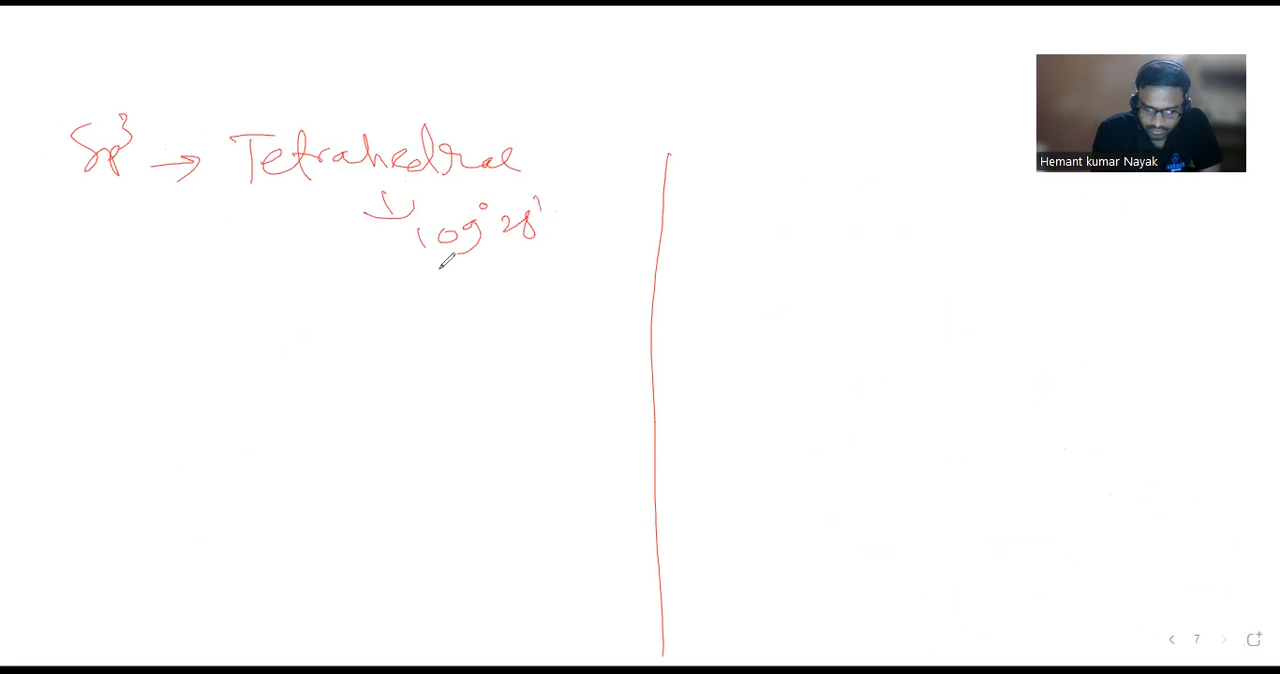 Sp³ → Tetrahedral
109° 28'
Hemant kumar Nayak
7